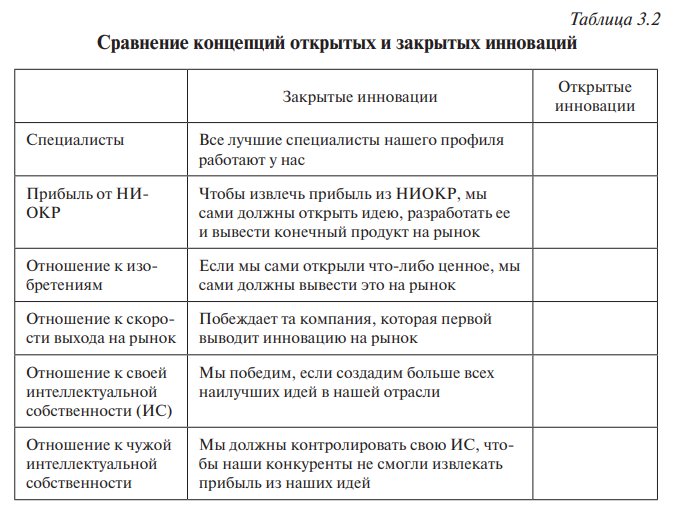 Таблица 3.2
Сравнение концепций открытых и закрытых инноваций
Закрытые инновации
Открытые
инновации
Специалисты
Все лучшие специалисты нашего профиля
работают у нас
Прибыль от НИ-
ОКР
Чтобы извлечь прибыль из НИОКР, мы
сами должны открыть идею, разработать ее
и вывести конечный продукт на рынок
Отношение к изо-
бретениям
Если мы сами открыли что-либо ценное, мы
сами должны вывести это на рынок
Отношение к скоро-
сти выхода на рынок
Побеждает та компания, которая первой
выводит инновацию на рынок
Отношение к своей
интеллектуальной
собственности (ИС)
Мы победим, если создадим больше всех
наилучших идей в нашей отрасли
Отношение к чужой
интеллектуальной
собственности
Мы должны контролировать свою ИС, что-
бы наши конкуренты не смогли извлекать
прибыль из наших идей